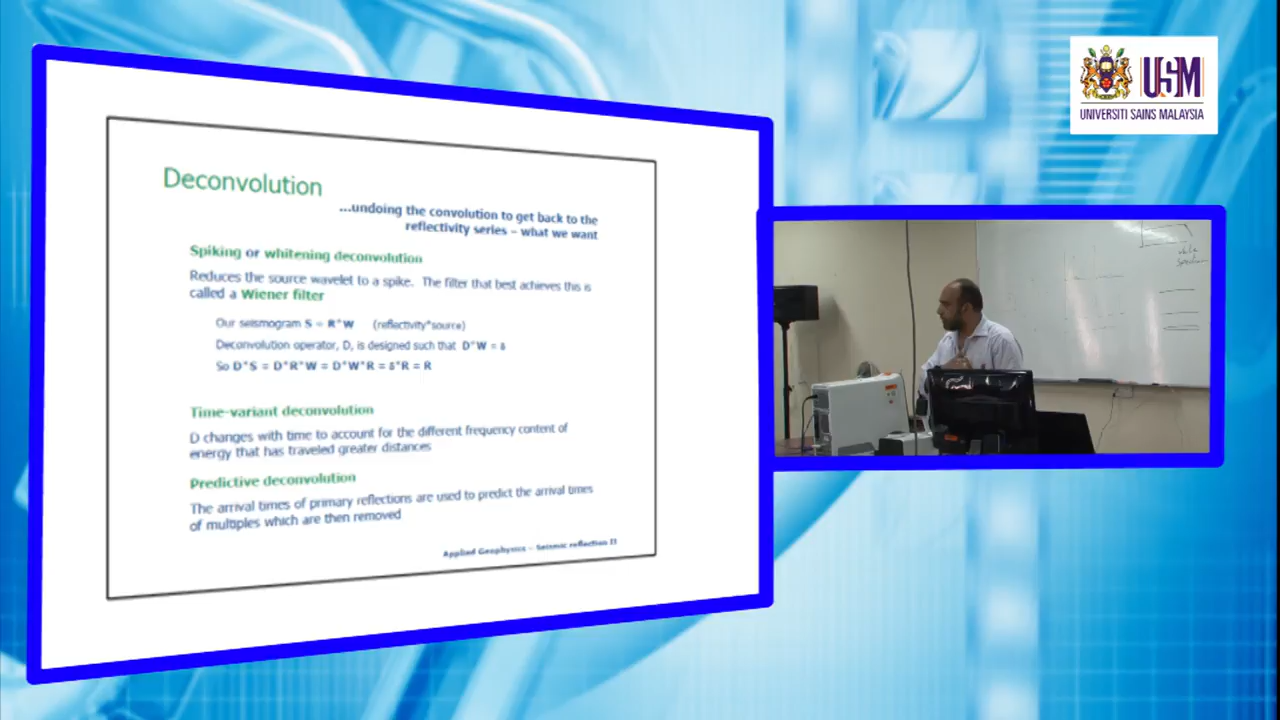 Deconvolution
...undoing the convolution to get back to the
reflectivity series – what we want
Spiking or whitening deconvolution
Reduces the source wavelet to a spike. The filter that best achieves this is
called a Wiener filter
Our seismogram S = R*W (reflectivity*source)
Deconvolution operator, D, is designed such that D*W = δ
So D*S = D*R*W = D*W*R = δ*R = R
Time-variant deconvolution
D changes with time to account for the different frequency content of
energy that has traveled greater distances
Predictive deconvolution
The arrival times of primary reflections are used to predict the arrival times
of multiples which are then removed
Applied Geophysics – Seismic reflection II
USM
UNIVERSITI SAINS MALAYSIA